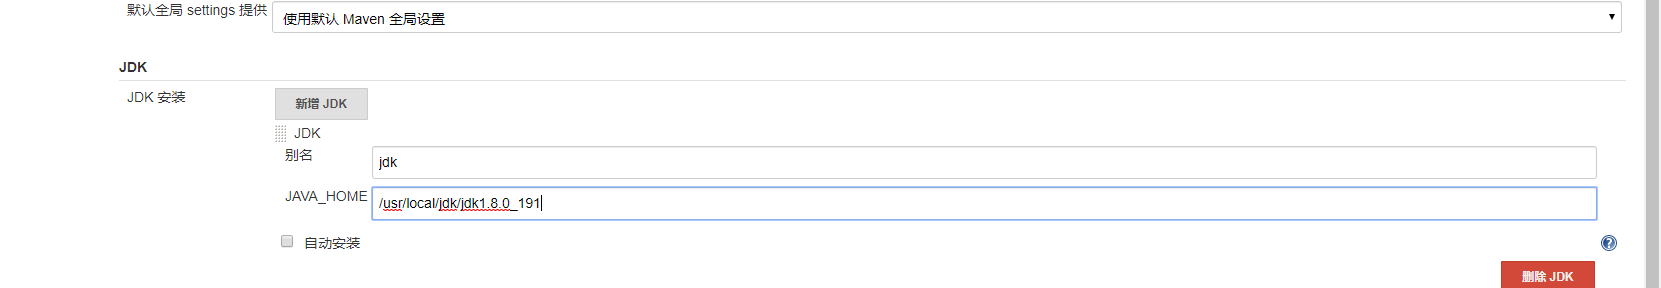 默认全局 settings 提供
使用默认 Maven 全局设置
JDK
JDK 安装
新增 JDK
JDK
别名
jdk
JAVA_HOME
/usr/local/jdk/jdk1.8.0_191
自动安装
?
删除 JDK